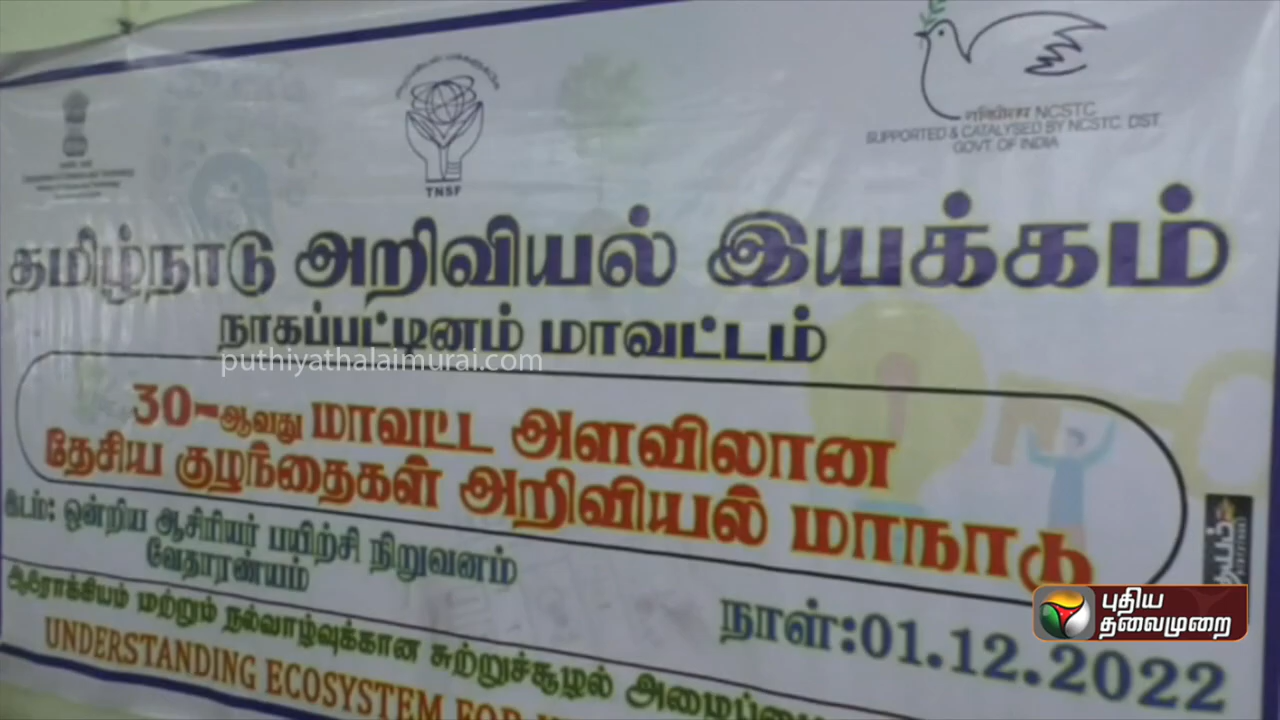 TNSF
NCSTC
SUPPORTED & CATALYSED BY NCSTC, DST
GOVT. OF INDIA
தமிழ்நாடு அறிவியல் இயக்கம்
நாகப்பட்டினம் மாவட்டம்
puthiyathalaimurai.com
30-ஆவது மாவட்ட அளவிலான
தேசிய குழந்தைகள் அறிவியல் மாநாடு
இடம்: ஒன்றிய ஆசிரியர் பயிற்சி நிறுவனம்
வேதாரண்யம்
நாள்:01.12.2022
புதிய
தலைமுறை
ஆரோக்கியம் மற்றும் நல்வாழ்வுக்கான சுற்றுச்சூழல்
UNDERSTANDING ECOSYSTEM FOR